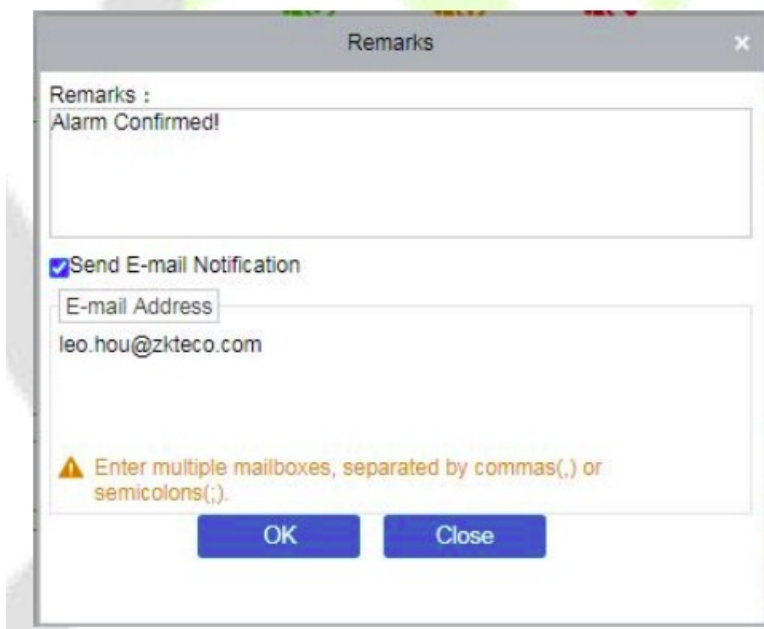 Remarks
Remarks :
Alarm Confirmed!
Send E-mail Notification
E-mail Address
leo.hou@zkteco.com
Enter multiple mailboxes, separated by commas(,) or
semicolons(;).
OK
Close